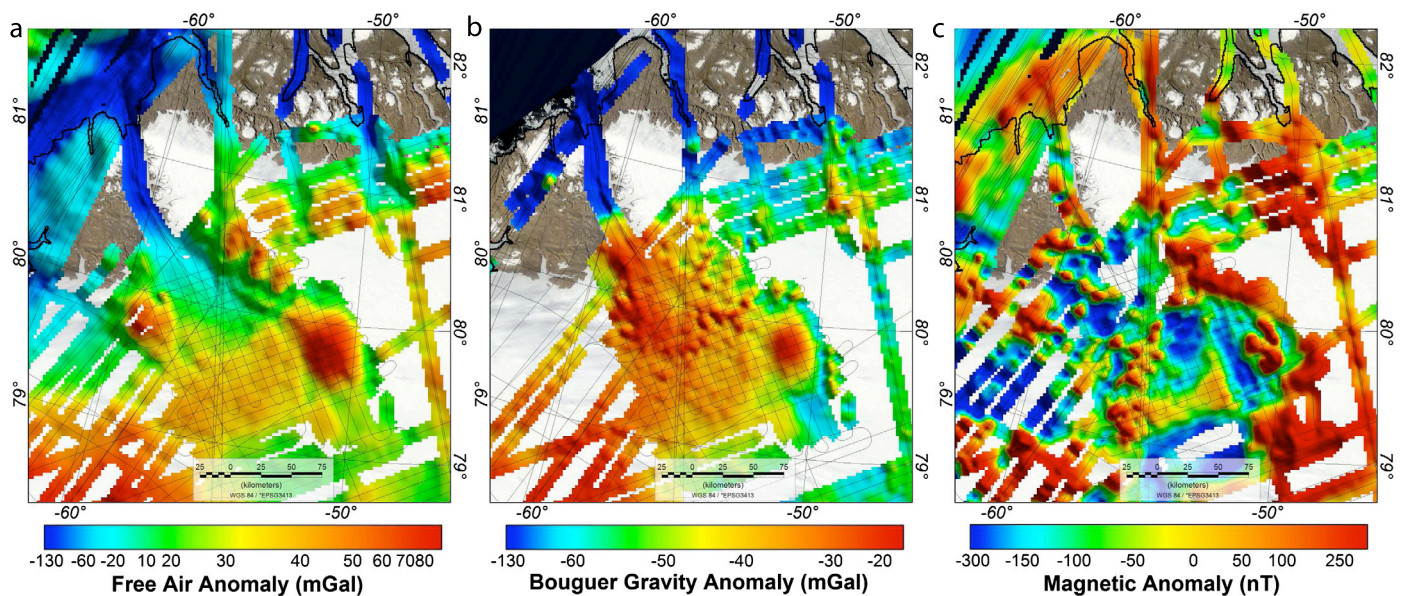 a
-60°
-50°
82°
81°
81°
80°
80°
79°
79°
25 0 25 50 75
(kilometers)
WGS 84 / *EPSG3413
-60°
-50°
-130 -60 -20 10 20 30 40 50 60 70 80
Free Air Anomaly (mGal)
b
-60°
-50°
82°
81°
81°
80°
80°
79°
79°
25 0 25 50 75
(kilometers)
WGS 84 / *EPSG3413
-60°
-50°
-130 -60 -50 -40 -30 -20
Bouguer Gravity Anomaly (mGal)
c
-60°
-50°
82°
81°
81°
80°
80°
79°
79°
25 0 25 50 75
(kilometers)
WGS 84 / *EPSG3413
-60°
-50°
-300 -150 -100 -50 0 50 100 250
Magnetic Anomaly (nT)